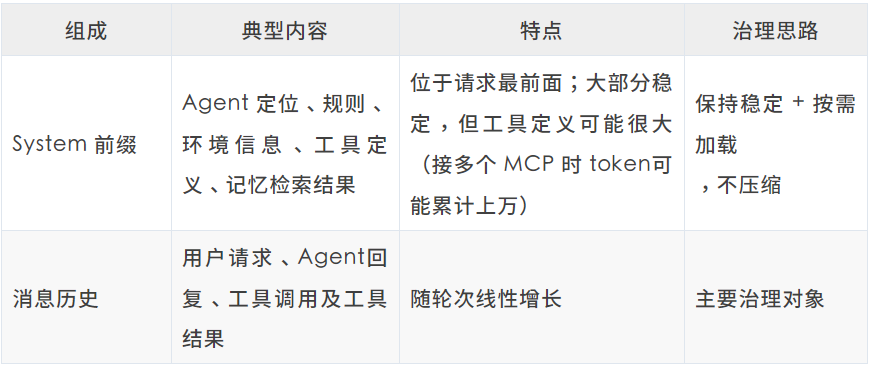 组成 典型内容 特点 治理思路
System 前缀
Agent 定位、规则、
环境信息、工具定
义、记忆检索结果
位于请求最前面；大部分稳
定，但工具定义可能很大
（接多个 MCP 时 token可
能累计上万）
保持稳定 + 按需
加载
，不压缩
消息历史
用户请求、Agent回
复、工具调用及工具
结果
随轮次线性增长
主要治理对象